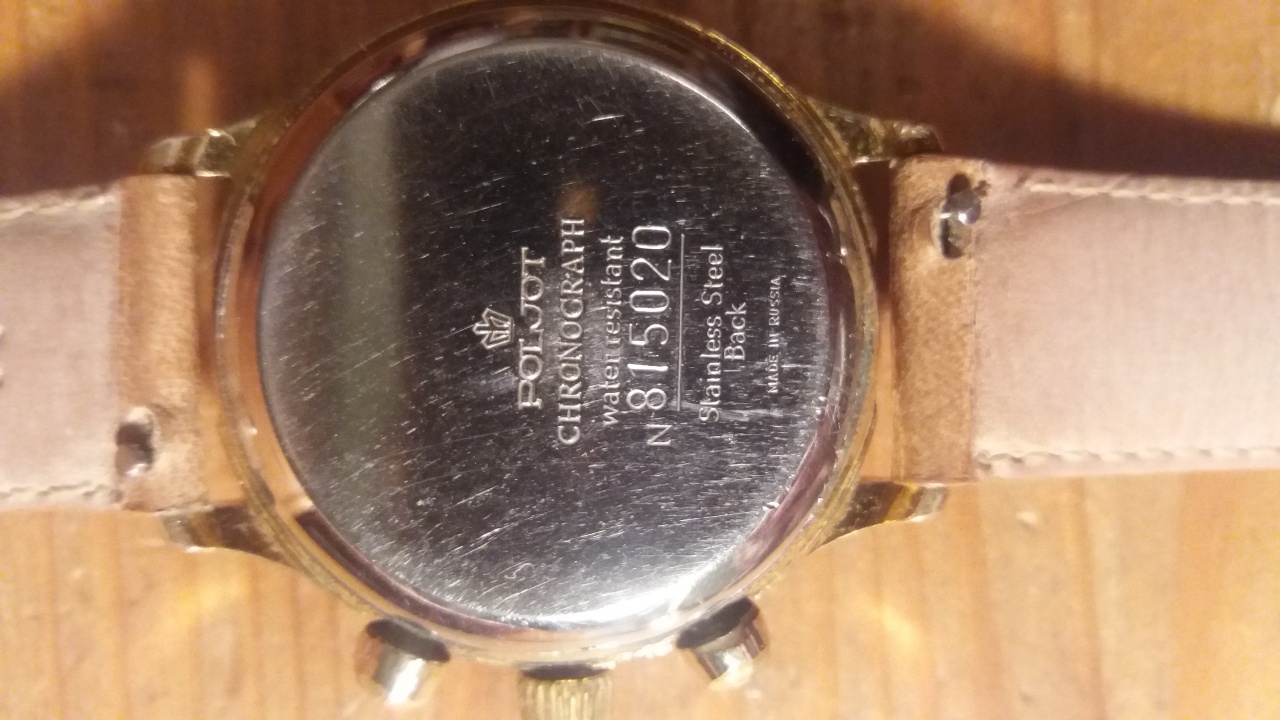 POLJOT
CHRONOGRAPH
water resistant
N 815020
Stainless Steel
Back
MADE IN RUSSIA